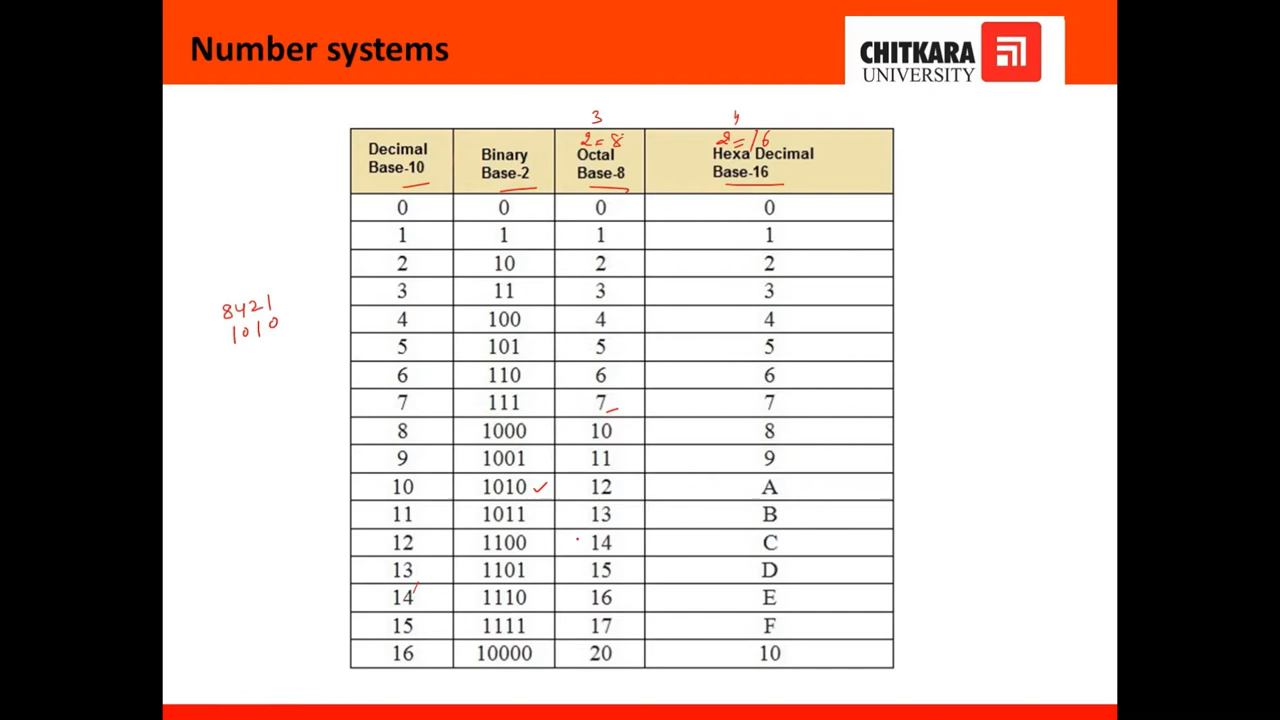 Number systems
CHITKARA
UNIVERSITY
3 4
2=8 2=16
Decimal Base-10 Binary Base-2 Octal Base-8 Hexa Decimal Base-16
0 0 0 0
1 1 1 1
2 10 2 2
3 11 3 3
8421
1010
4 100 4 4
5 101 5 5
6 110 6 6
7 111 7 7
8 1000 10 8
9 1001 11 9
10 1010 ✓ 12 A
11 1011 13 B
12 1100 14 C
13 1101 15 D
14 1110 16 E
15 1111 17 F
16 10000 20 10